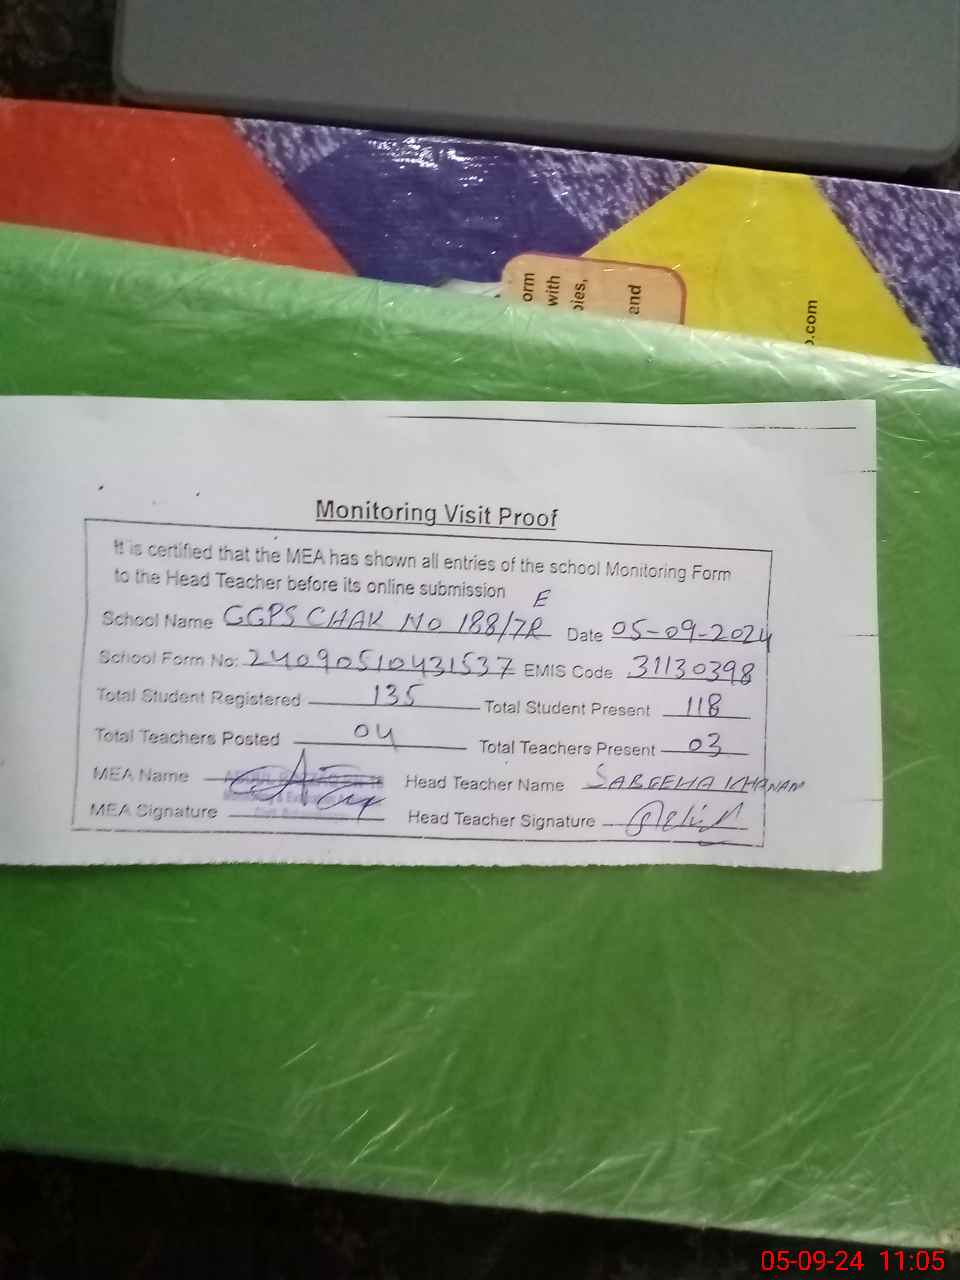 orm
with
pies,
and
o.com
Monitoring Visit Proof
It is certified that the MEA has shown all entries of the school Monitoring Form
to the Head Teacher before its online submission
E
School Name GGPS CHAK NO 188/7R Date 05-09-2024
School Form No: 24090510431537 EMIS Code 31130398
Total Student Registered 135 Total Student Present 118
Total Teachers Posted 04 Total Teachers Present 03
MEA Name Head Teacher Name SABEEHA KHANAM
MEA Signature Head Teacher Signature
05-09-24 11:05